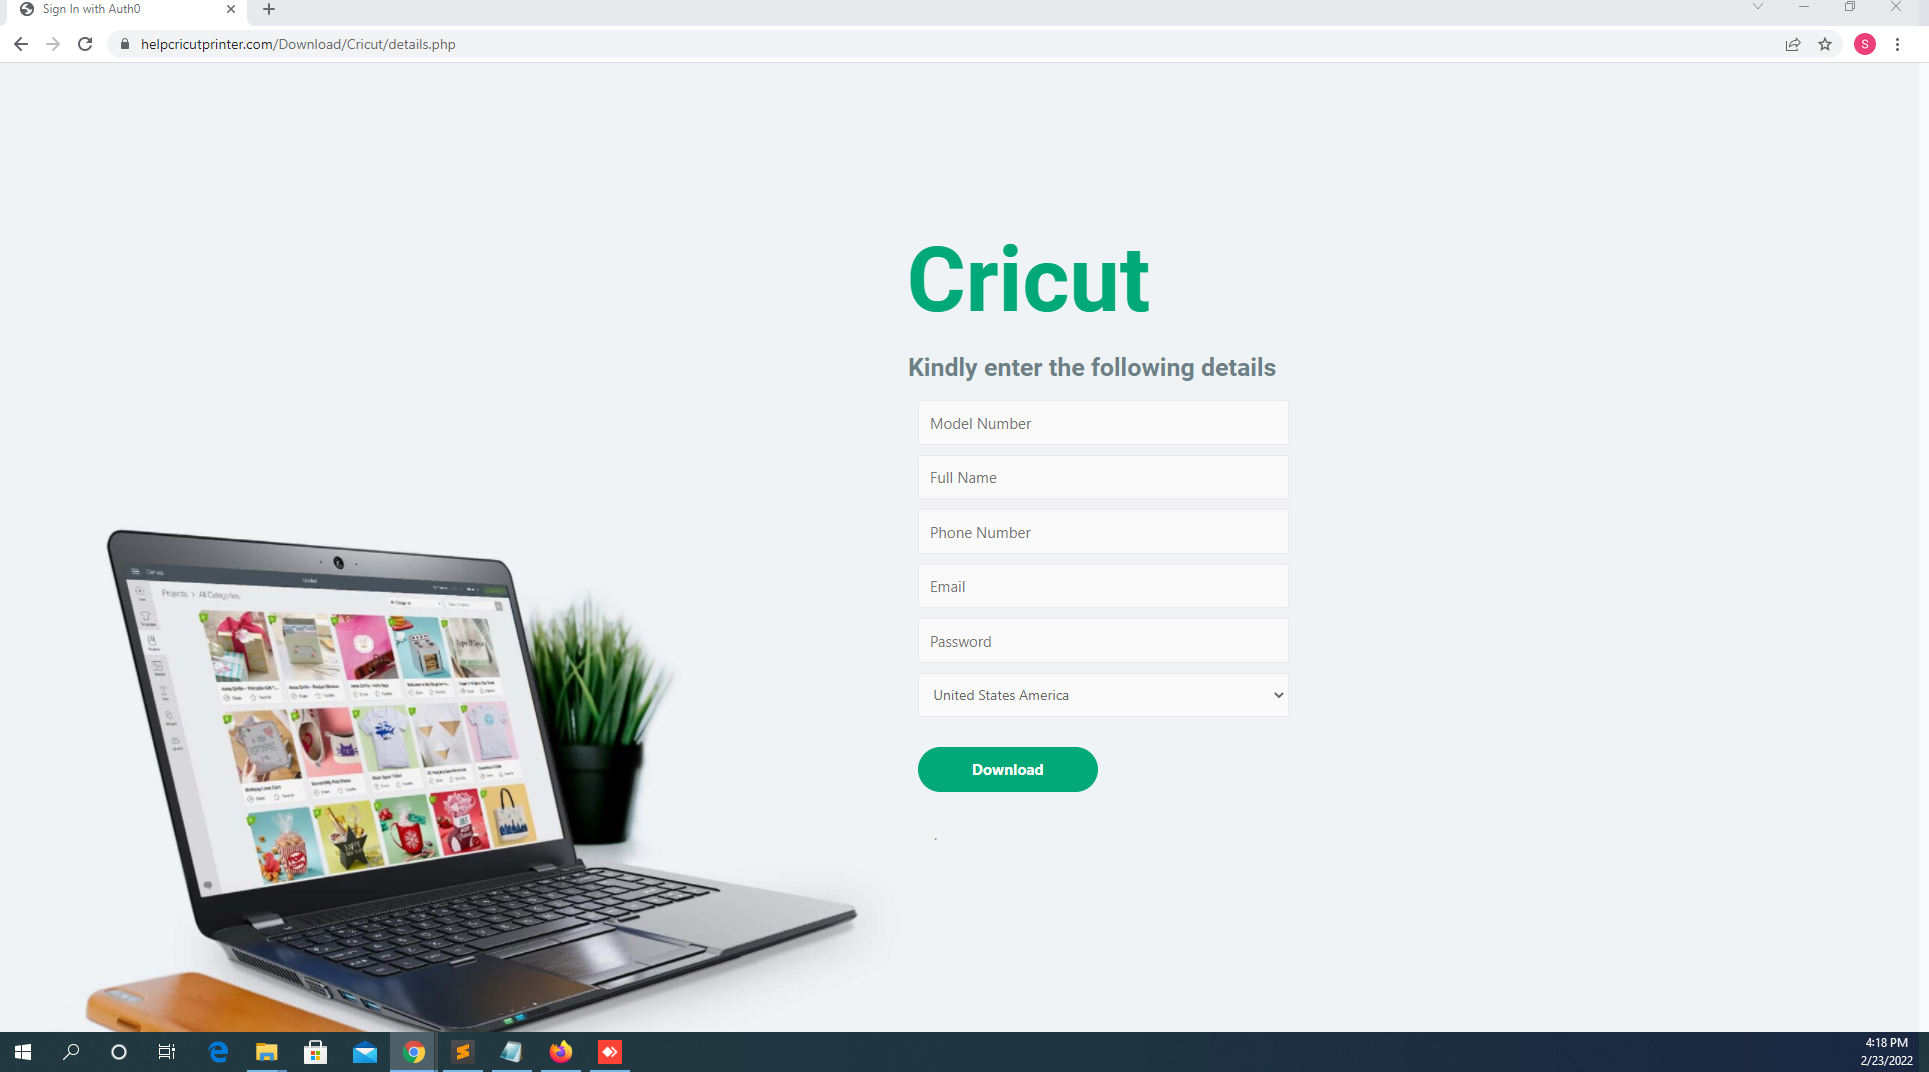 Sign In with Auth0
helpcricutprinter.com/Download/Cricut/details.php
S
Cricut
Kindly enter the following details
Model Number
Full Name
Phone Number
Email
Password
United States America
Download
.
Projects > All Categories
4:18 PM
2/23/2022